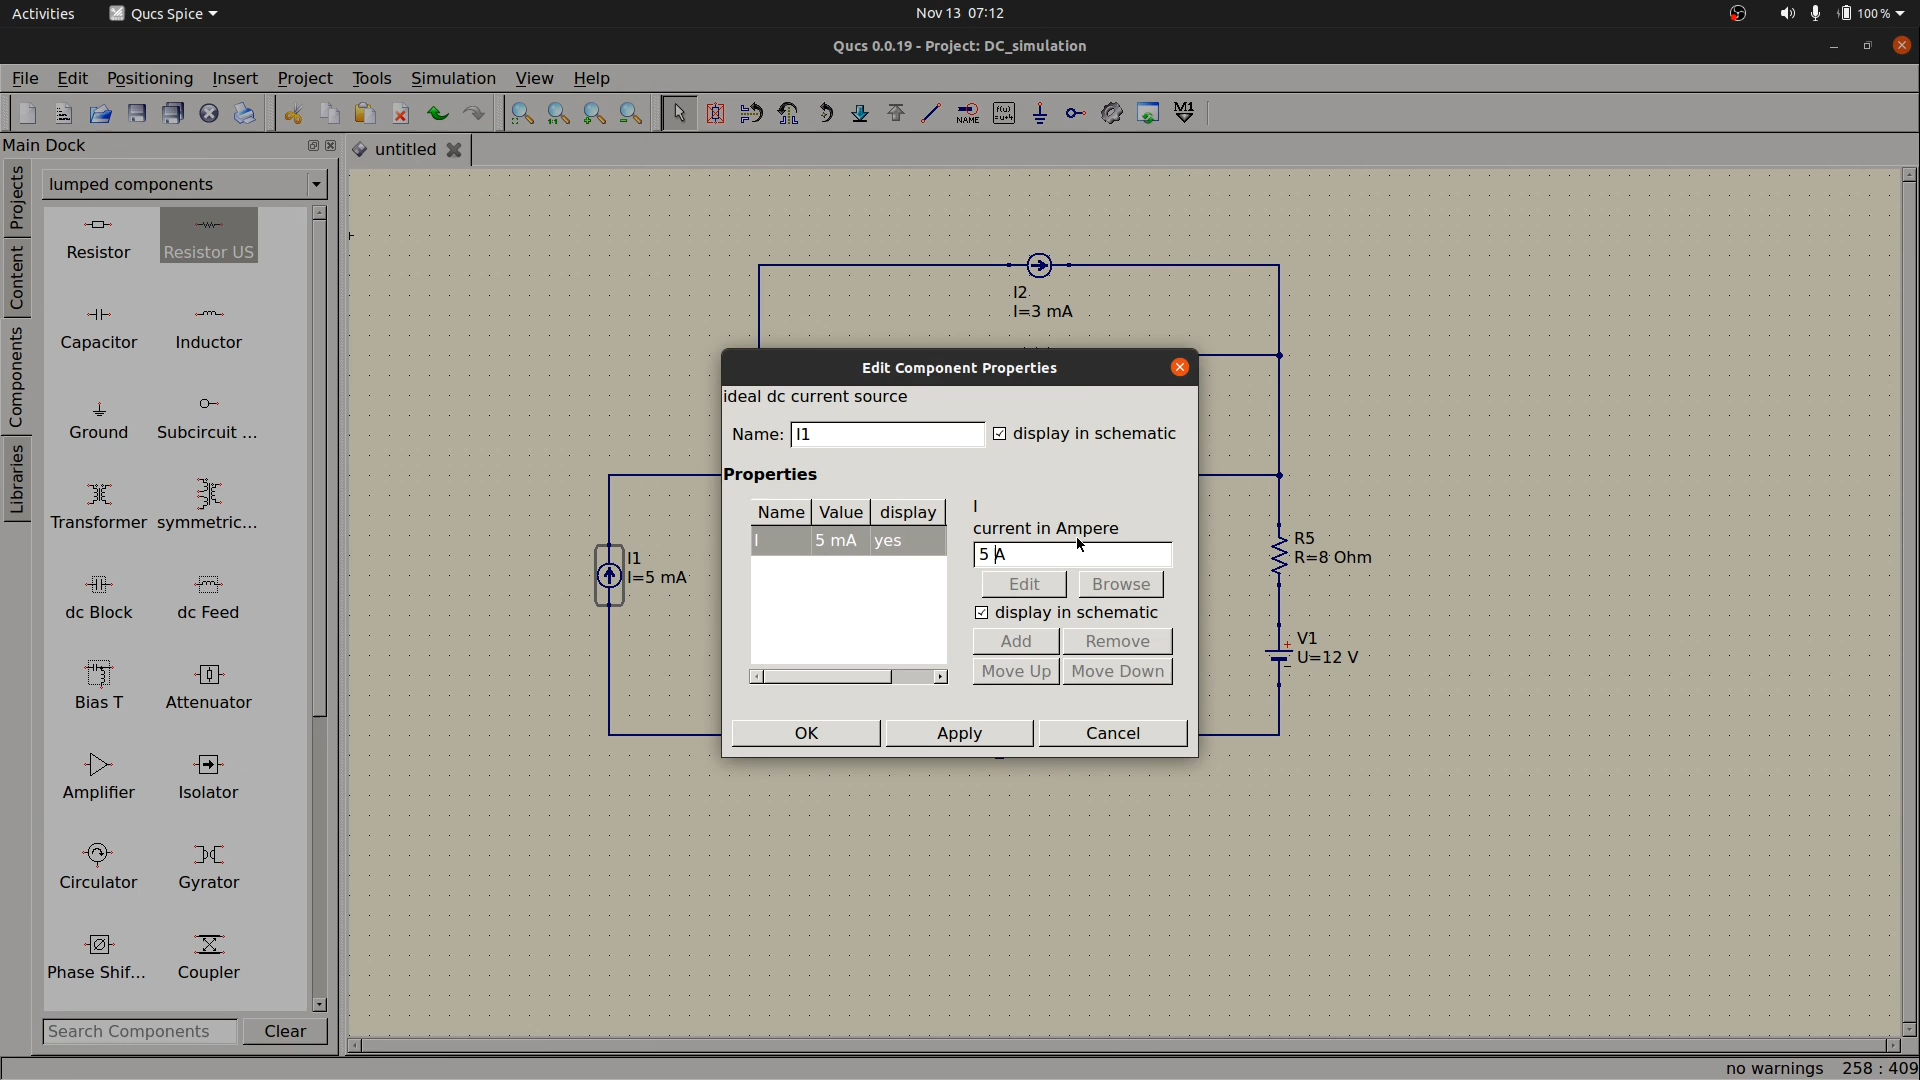 Activities Qucs Spice Nov 13 07:12 100 %
Qucs 0.0.19 - Project: DC_simulation
File Edit Positioning Insert Project Tools Simulation View Help
NAME f(u) =u+4 M1
Main Dock
untitled
Projects
Content
Components
Libraries
lumped components
Resistor Resistor US
Capacitor Inductor
Ground Subcircuit ...
Transformer symmetric...
dc Block dc Feed
Bias T Attenuator
Amplifier Isolator
Circulator Gyrator
Phase Shif... Coupler
Search Components Clear
I2
I=3 mA
I1
I=5 mA
R5
R=8 Ohm
V1
U=12 V
Edit Component Properties
ideal dc current source
Name: I1 display in schematic
Properties
Name Value display
I 5 mA yes
I
current in Ampere
5 A
Edit Browse
display in schematic
Add Remove
Move Up Move Down
OK Apply Cancel
no warnings 258 : 409